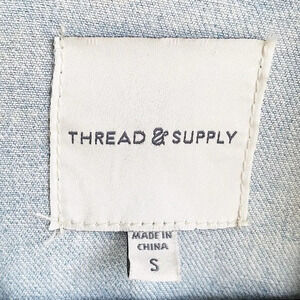 THREAD & SUPPLY
MADE IN
CHINA
S